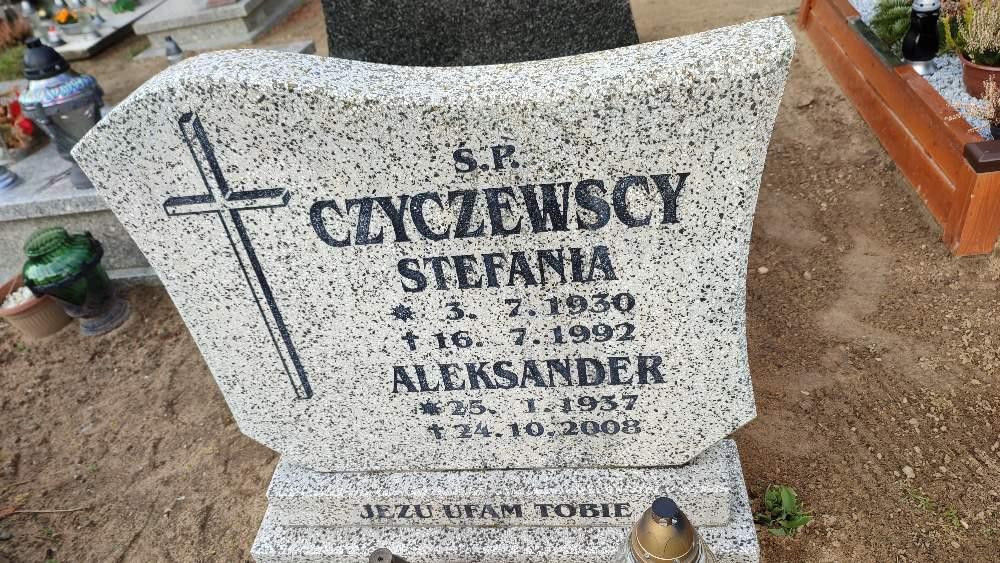 Ś.P.
CZYCZEWSCY
STEFANIA
* 3. 7. 1930
† 16. 7. 1992
ALEKSANDER
* 25. 1. 1937
† 24. 10. 2008
JEZU UFAM TOBIE